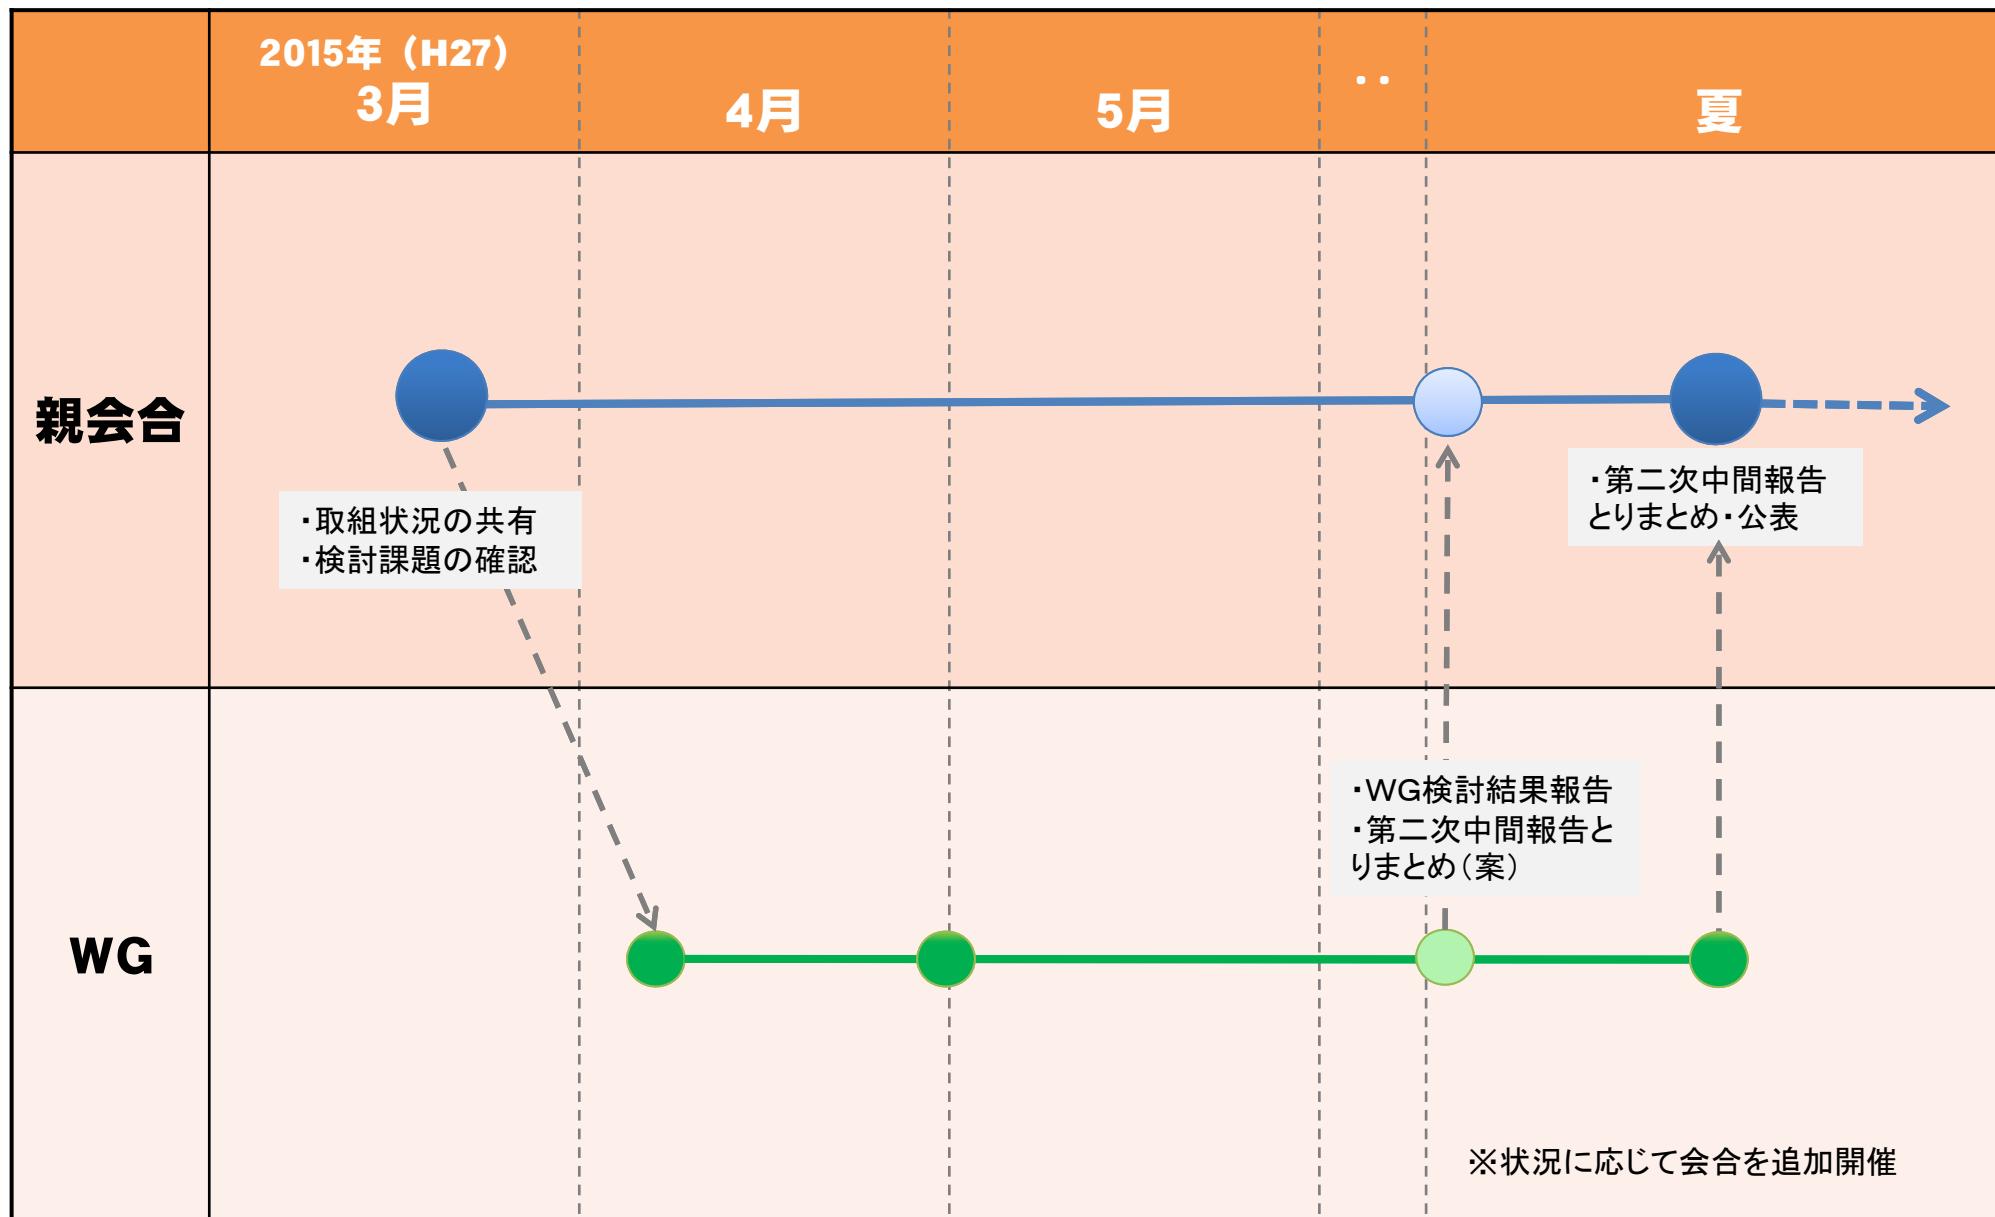 2015年（H27）
3月
4月
5月
‥
夏
親会合
・取組状況の共有
・検討課題の確認
・第二次中間報告
とりまとめ・公表
WG
・WG検討結果報告
・第二次中間報告と
りまとめ（案）
※状況に応じて会合を追加開催